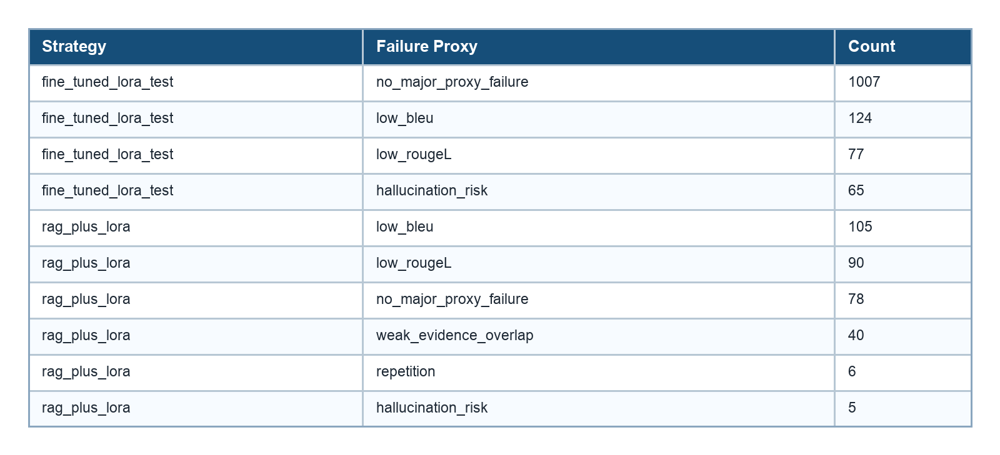 Strategy Failure Proxy Count
fine_tuned_lora_test no_major_proxy_failure 1007
fine_tuned_lora_test low_bleu 124
fine_tuned_lora_test low_rougeL 77
fine_tuned_lora_test hallucination_risk 65
rag_plus_lora low_bleu 105
rag_plus_lora low_rougeL 90
rag_plus_lora no_major_proxy_failure 78
rag_plus_lora weak_evidence_overlap 40
rag_plus_lora repetition 6
rag_plus_lora hallucination_risk 5